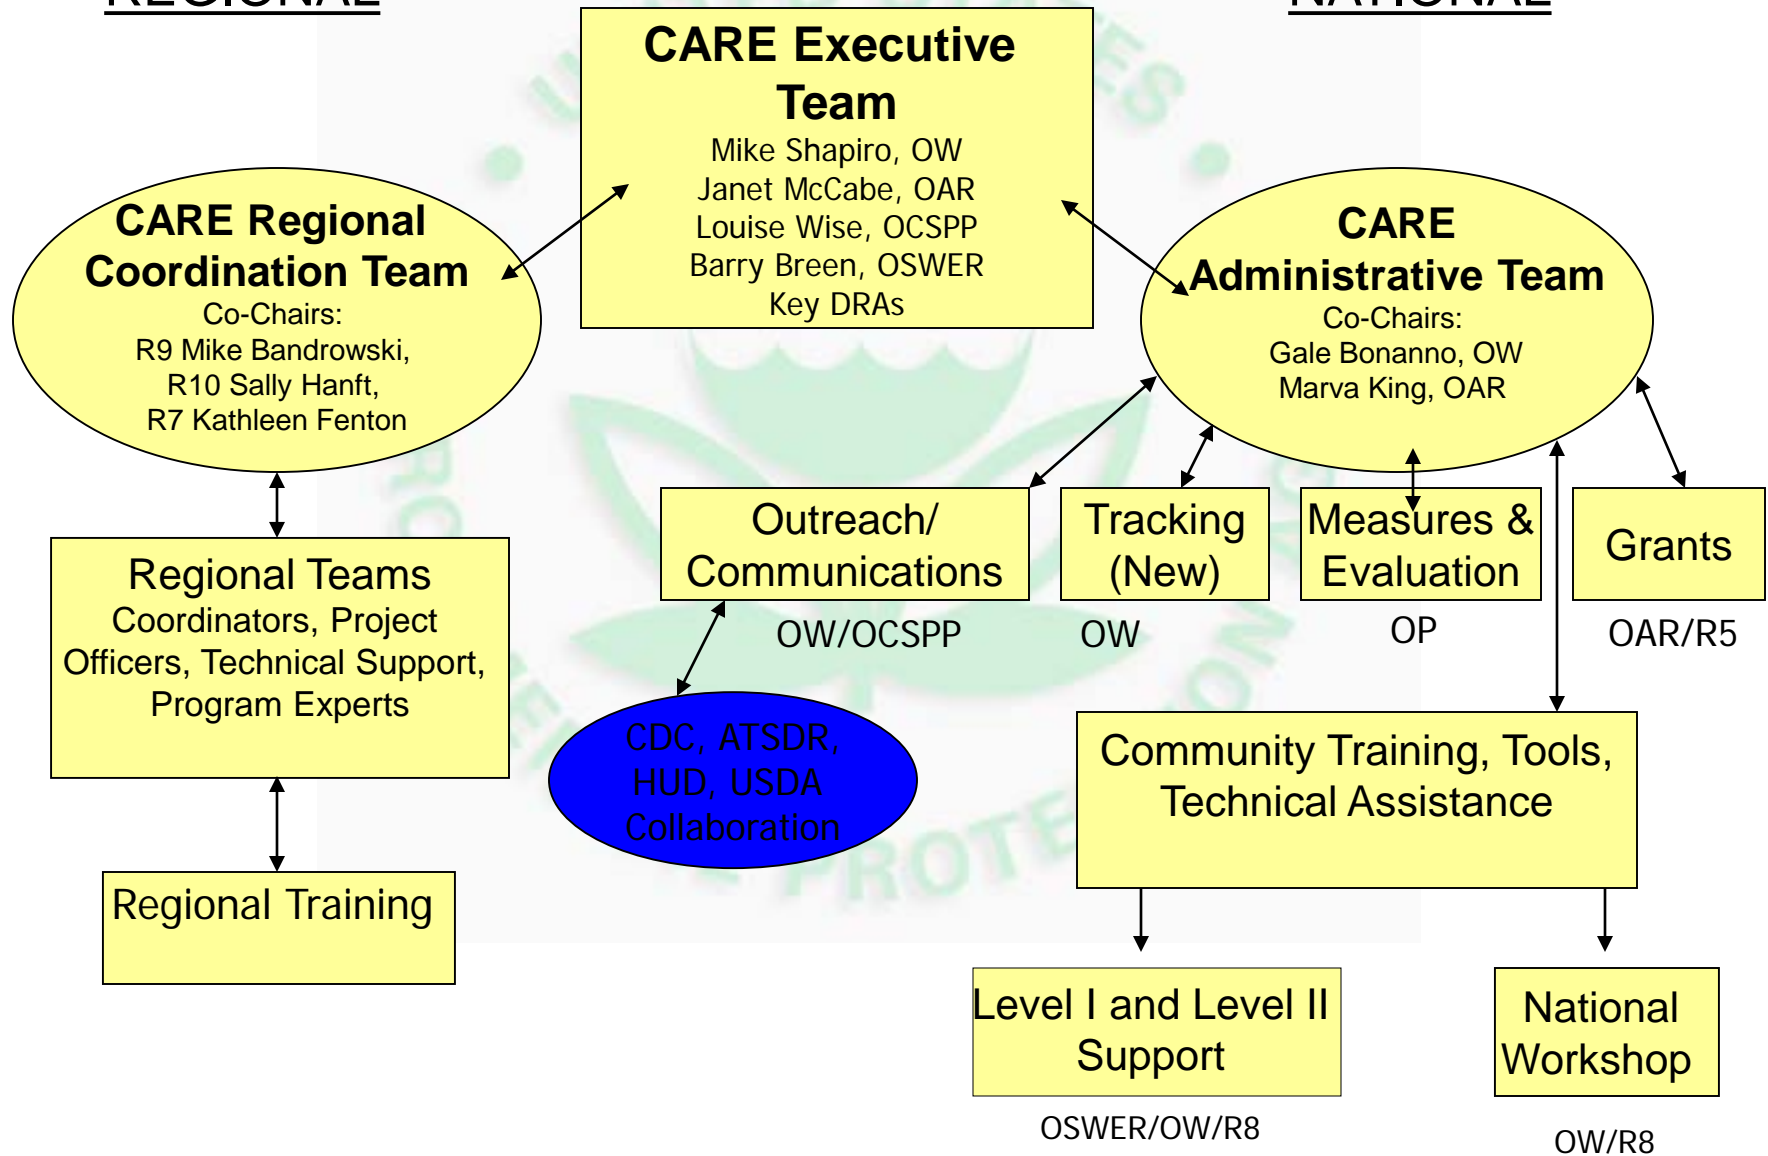 REGIONAL
NATIONAL
CARE Executive
Team
Mike Shapiro, OW
Janet McCabe, OAR
Louise Wise, OCSPP
Barry Breen, OSWER
Key DRAs
CARE Regional
Coordination Team
Co-Chairs:
R9 Mike Bandrowski,
R10 Sally Hanft,
R7 Kathleen Fenton
CARE
Administrative Team
Co-Chairs:
Gale Bonanno, OW
Marva King, OAR
Outreach/
Communications
OW/OCSPP
Tracking
(New)
OW
Measures &
Evaluation
OP
Grants
OAR/R5
Regional Teams
Coordinators, Project
Officers, Technical Support,
Program Experts
CDC, ATSDR,
HUD, USDA
Collaboration
Community Training, Tools,
Technical Assistance
Regional Training
Level I and Level II
Support
OSWER/OW/R8
National
Workshop
OW/R8